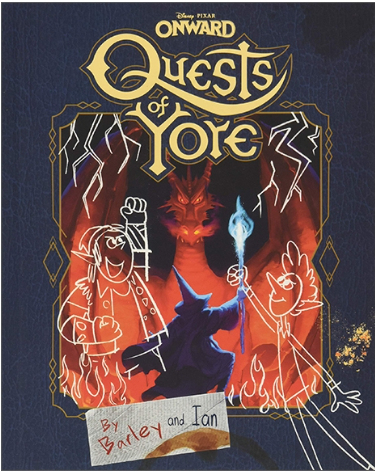 Disney PIXAR
ONWARD
Quests
of
Yore
By
Barley and Ian